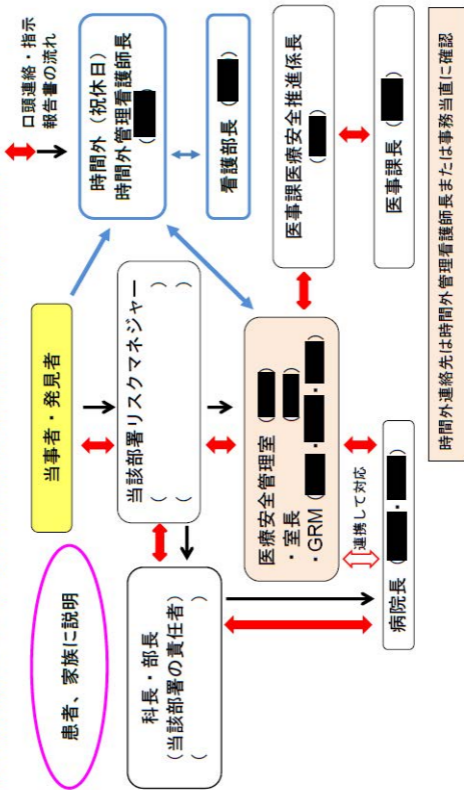 口頭連絡・指示
報告書の流れ
患者、家族に説明
当事者・発見者
時間外（祝休日）
時間外管理看護師長
（　）
看護部長（　）
科長・部長
（当該部署の責任者）
（　）
当該部署リスクマネジャー
（　）
（　）
医療安全管理室
・室長
・GRM（　・　・　）
医事課医療安全推進係長
（　）
医事課長（　）
連携して対応
病院長（　・　）
時間外連絡先は時間外管理看護師長または事務当直に確認